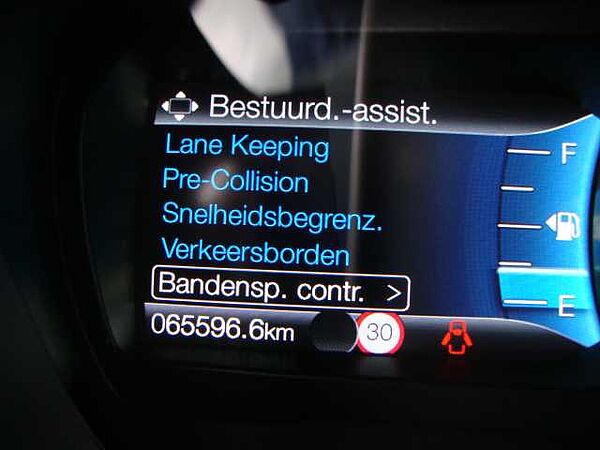 Bestuurd.-assist.
Lane Keeping
Pre-Collision
Snelheidsbegrenz.
Verkeersborden
Bandensp. contr. >
065596.6km
30
F
E